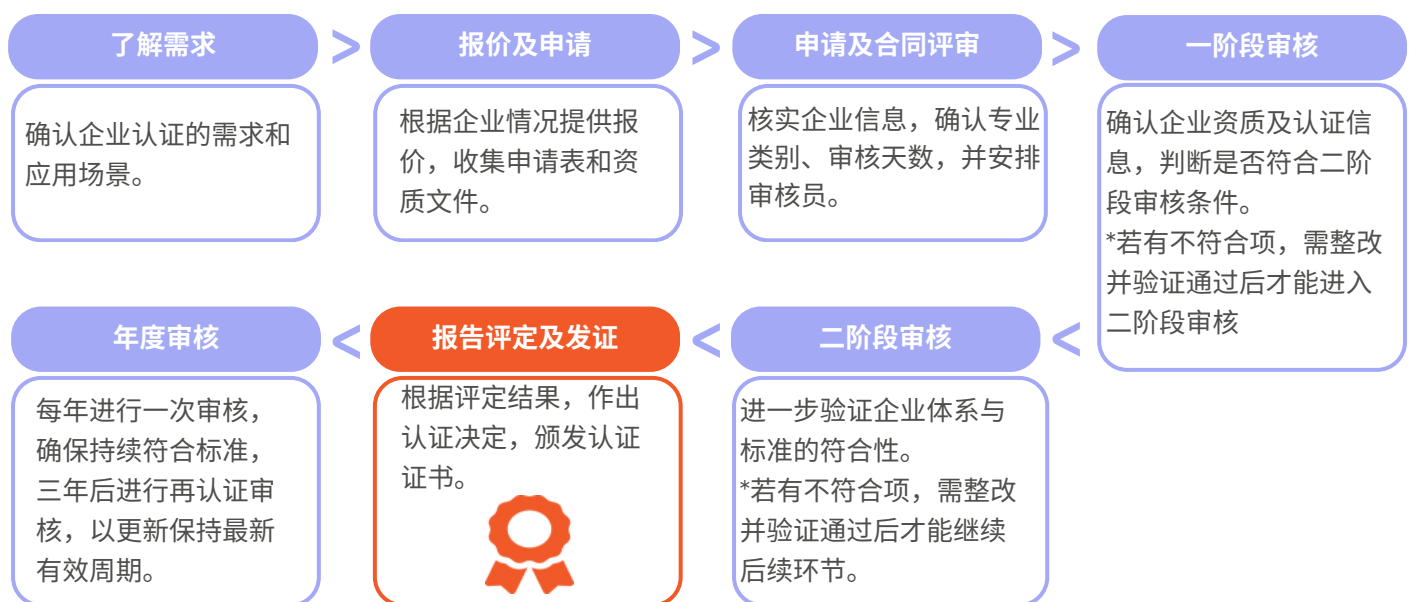 了解需求
>
报价及申请
>
申请及合同评审
>
一阶段审核
确认企业认证的需求和
应用场景。
根据企业情况提供报
价，收集申请表和资
质文件。
核实企业信息，确认专业
类别、审核天数，并安排
审核员。
确认企业资质及认证信
息，判断是否符合二阶
段审核条件。
*若有不符合项，需整改
并验证通过后才能进入
二阶段审核
<
二阶段审核
进一步验证企业体系与
标准的符合性。
*若有不符合项，需整改
并验证通过后才能继续
后续环节。
<
报告评定及发证
根据评定结果，作出
认证决定，颁发认证
证书。
<
年度审核
每年进行一次审核，
确保持续符合标准，
三年后进行再认证审
核，以更新保持最新
有效周期。